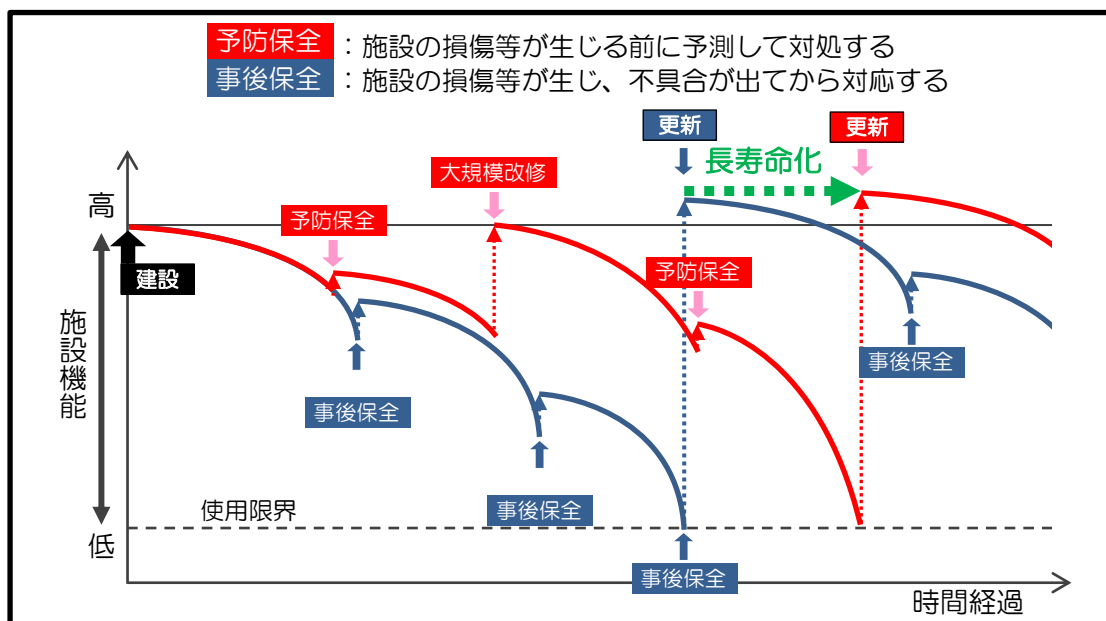 予防保全 ：施設の損傷等が生じる前に予測して対処する
事後保全 ：施設の損傷等が生じ、不具合が出てから対応する
更新
更新
長寿命化
大規模改修
高
予防保全
予防保全
建設
施設機能
事後保全
事後保全
使用限界
事後保全
低
事後保全
時間経過